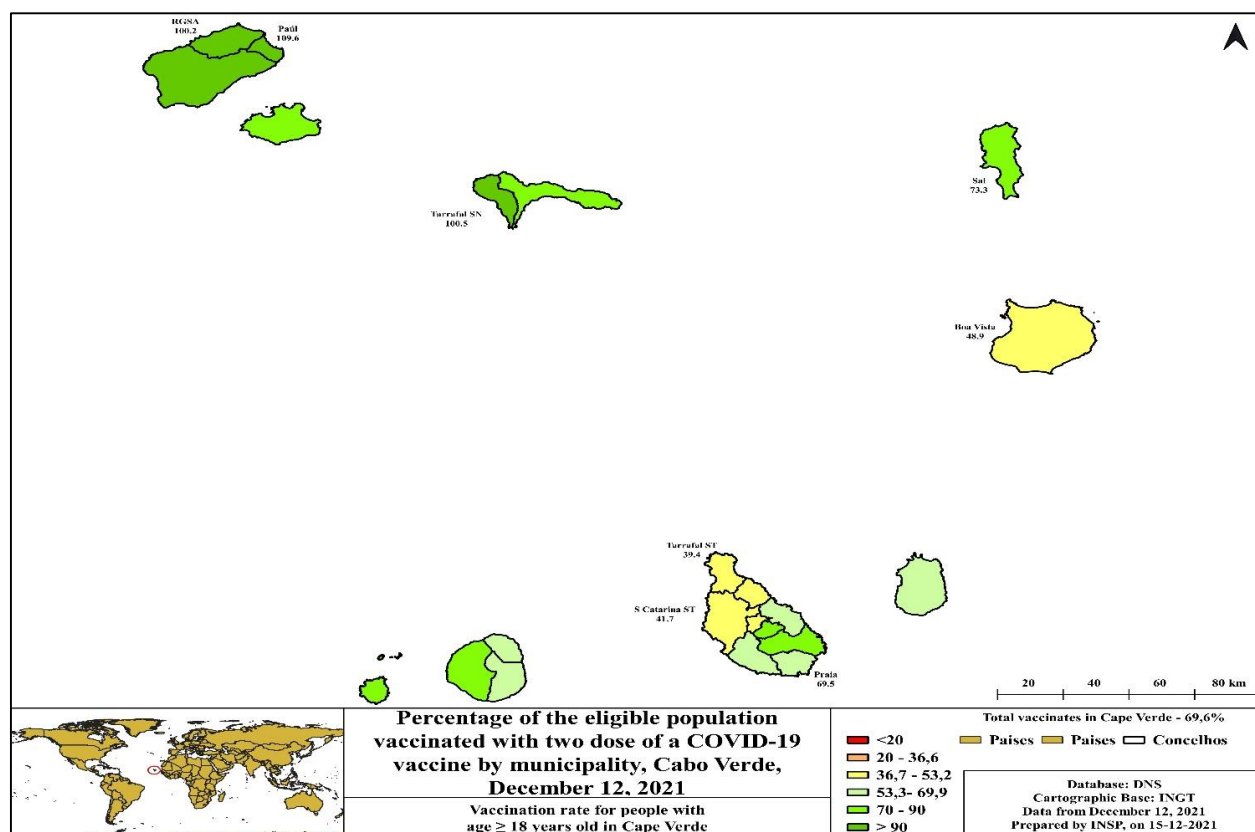 RGSA
100.2
Paúl
109.6
Sal
73.3
Tarrafal SN
100.5
Boa Vista
48.9
Tarrafal ST
39.4
S Catarina ST
41.7
Praia
69.5
20 40 60 80 km
Percentage of the eligible population
vaccinated with two dose of a COVID-19
vaccine by municipality, Cabo Verde,
December 12, 2021
Vaccination rate for people with
age ≥ 18 years old in Cape Verde
<20
20 - 36,6
36,7 - 53,2
53,3- 69,9
70 - 90
> 90
Total vaccinates in Cape Verde - 69,6%
Paises Paises Concelhos
Database: DNS
Cartographic Base: INGT
Data from December 12, 2021
Prepared by INSP, on 15-12-2021